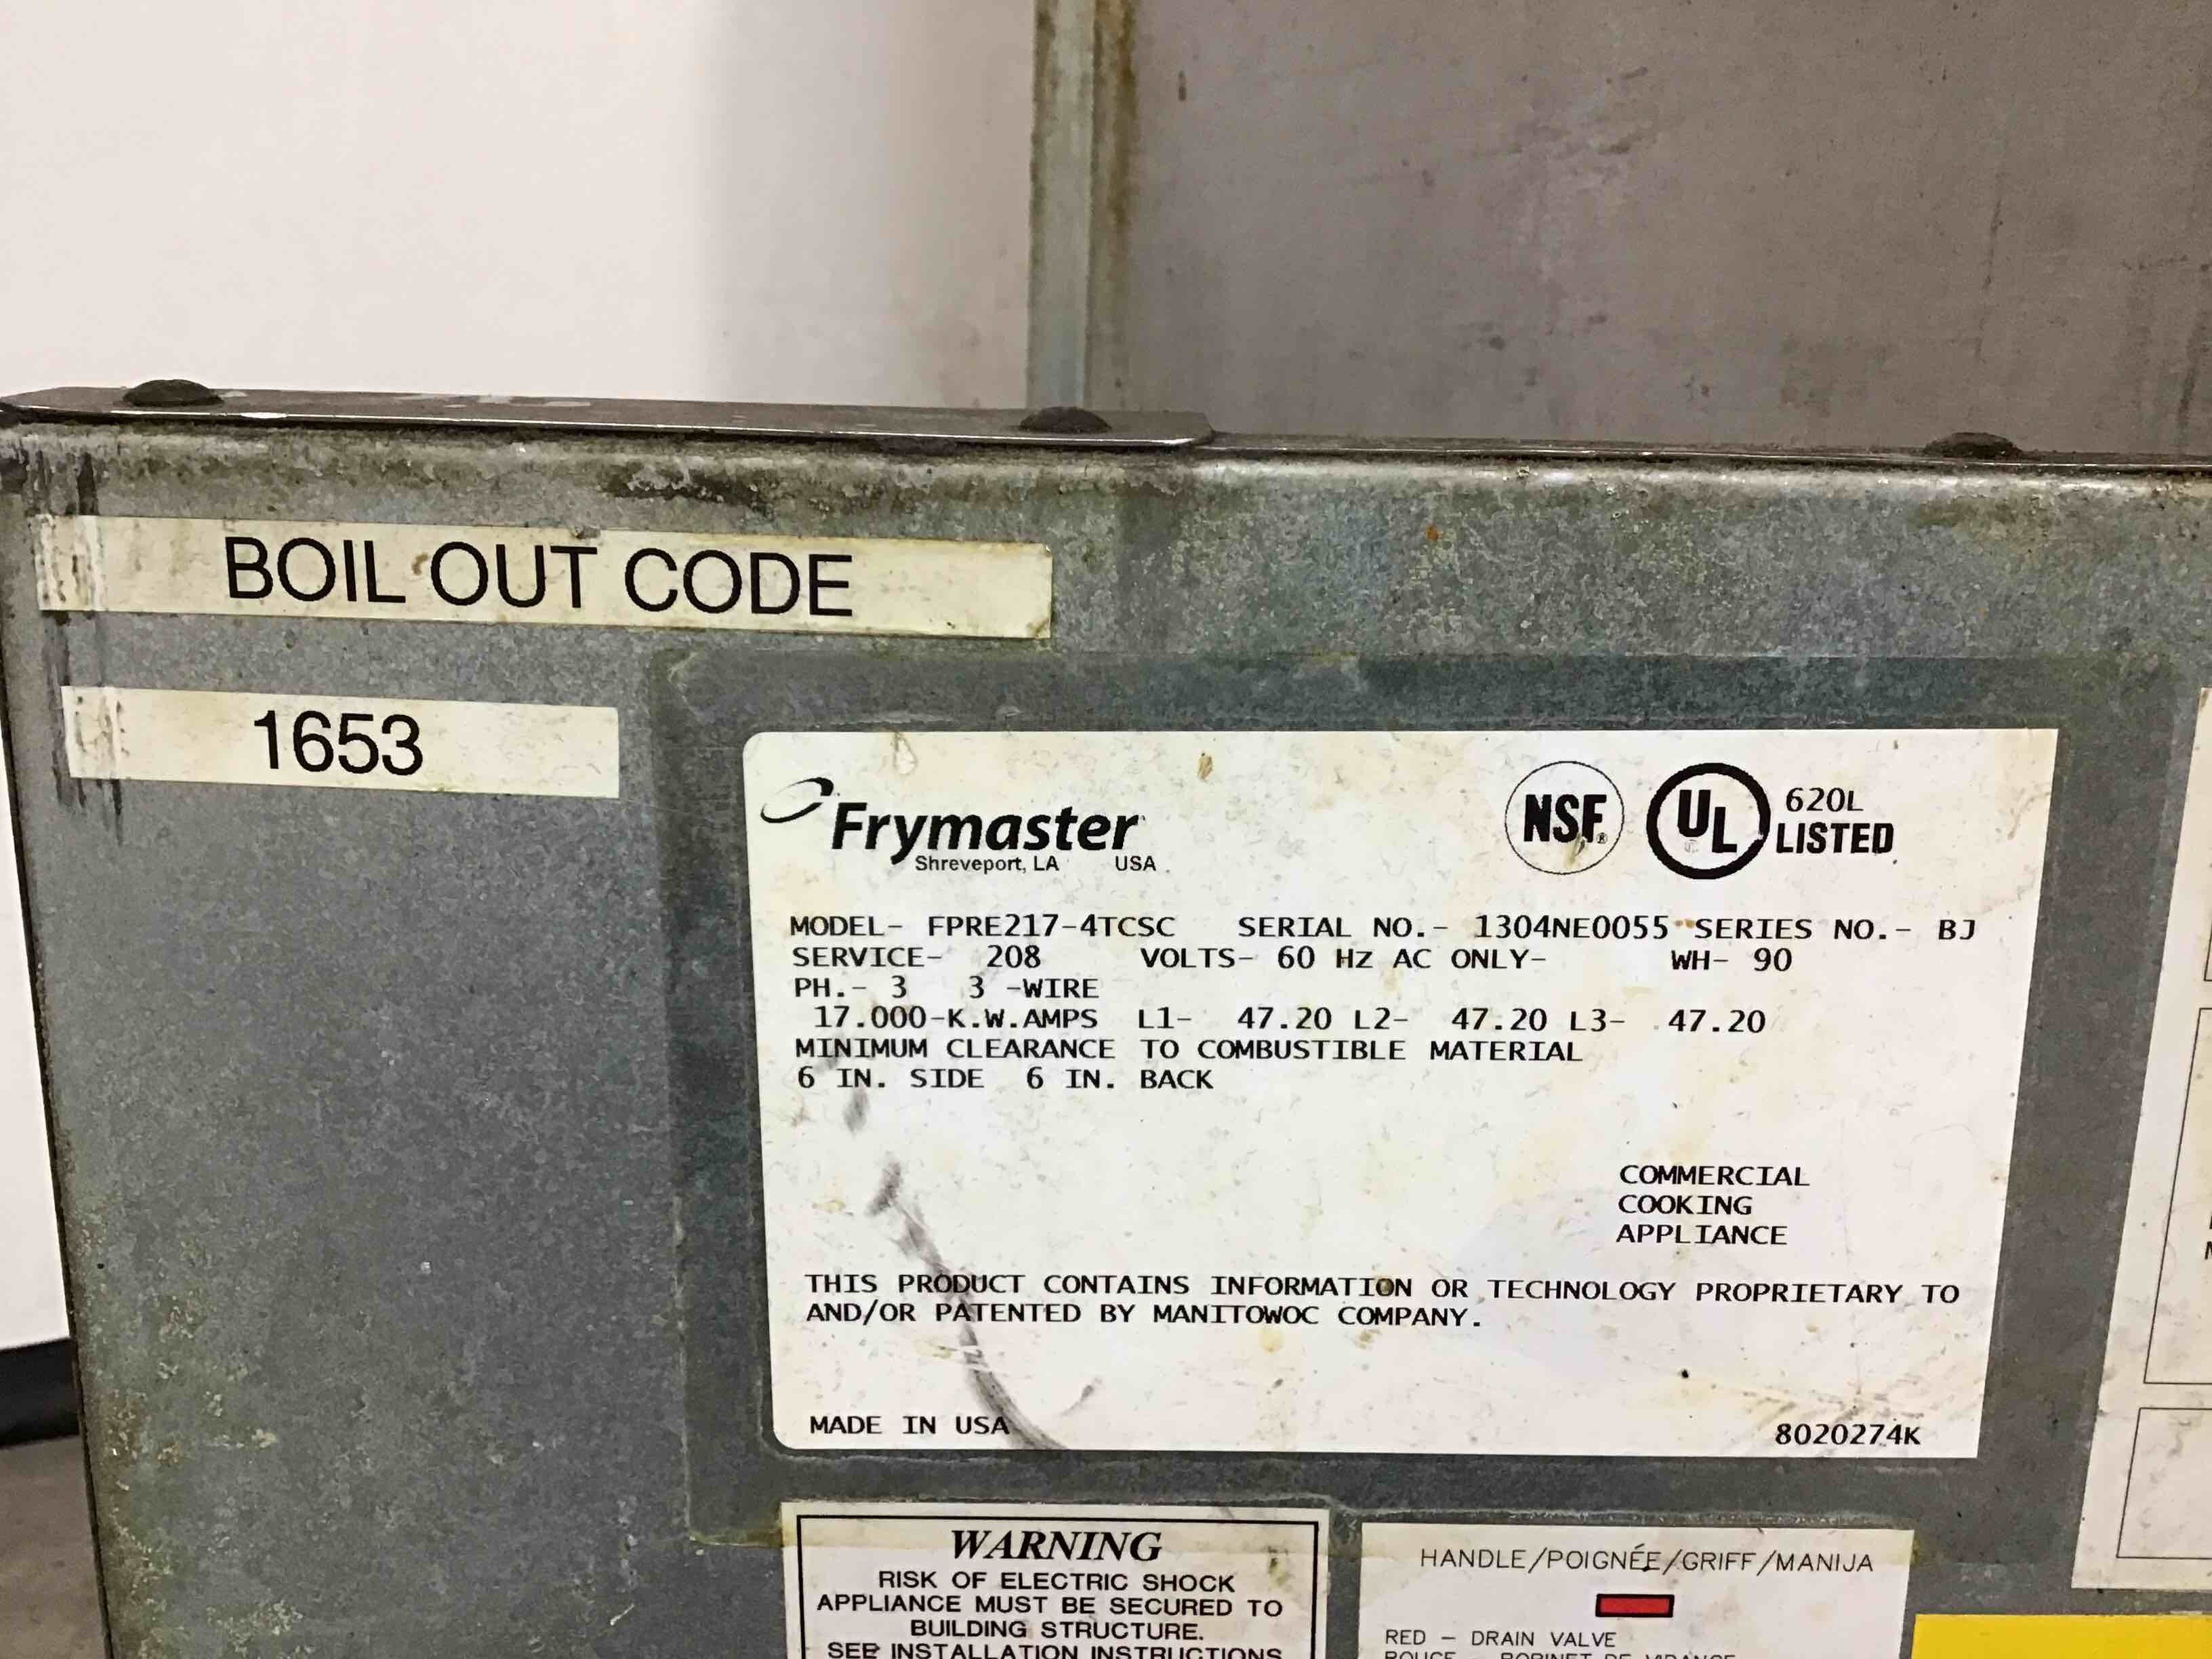 BOIL OUT CODE
1653
Frymaster
Shreveport, LA USA
NSF®
UL 620L
LISTED
MODEL- FPRE217-4TCSC SERIAL NO.- 1304NE0055 SERIES NO.- BJ
SERVICE- 208 VOLTS- 60 Hz AC ONLY- WH- 90
PH.- 3 3 -WIRE
17.000-K.W.AMPS L1- 47.20 L2- 47.20 L3- 47.20
MINIMUM CLEARANCE TO COMBUSTIBLE MATERIAL
6 IN. SIDE 6 IN. BACK
COMMERCIAL
COOKING
APPLIANCE
THIS PRODUCT CONTAINS INFORMATION OR TECHNOLOGY PROPRIETARY TO
AND/OR PATENTED BY MANITOWOC COMPANY.
MADE IN USA
8020274K
WARNING
RISK OF ELECTRIC SHOCK
APPLIANCE MUST BE SECURED TO
BUILDING STRUCTURE.
SEE INSTALLATION INSTRUCTIONS
HANDLE/POIGNÉE/GRIFF/MANIJA
RED – DRAIN VALVE